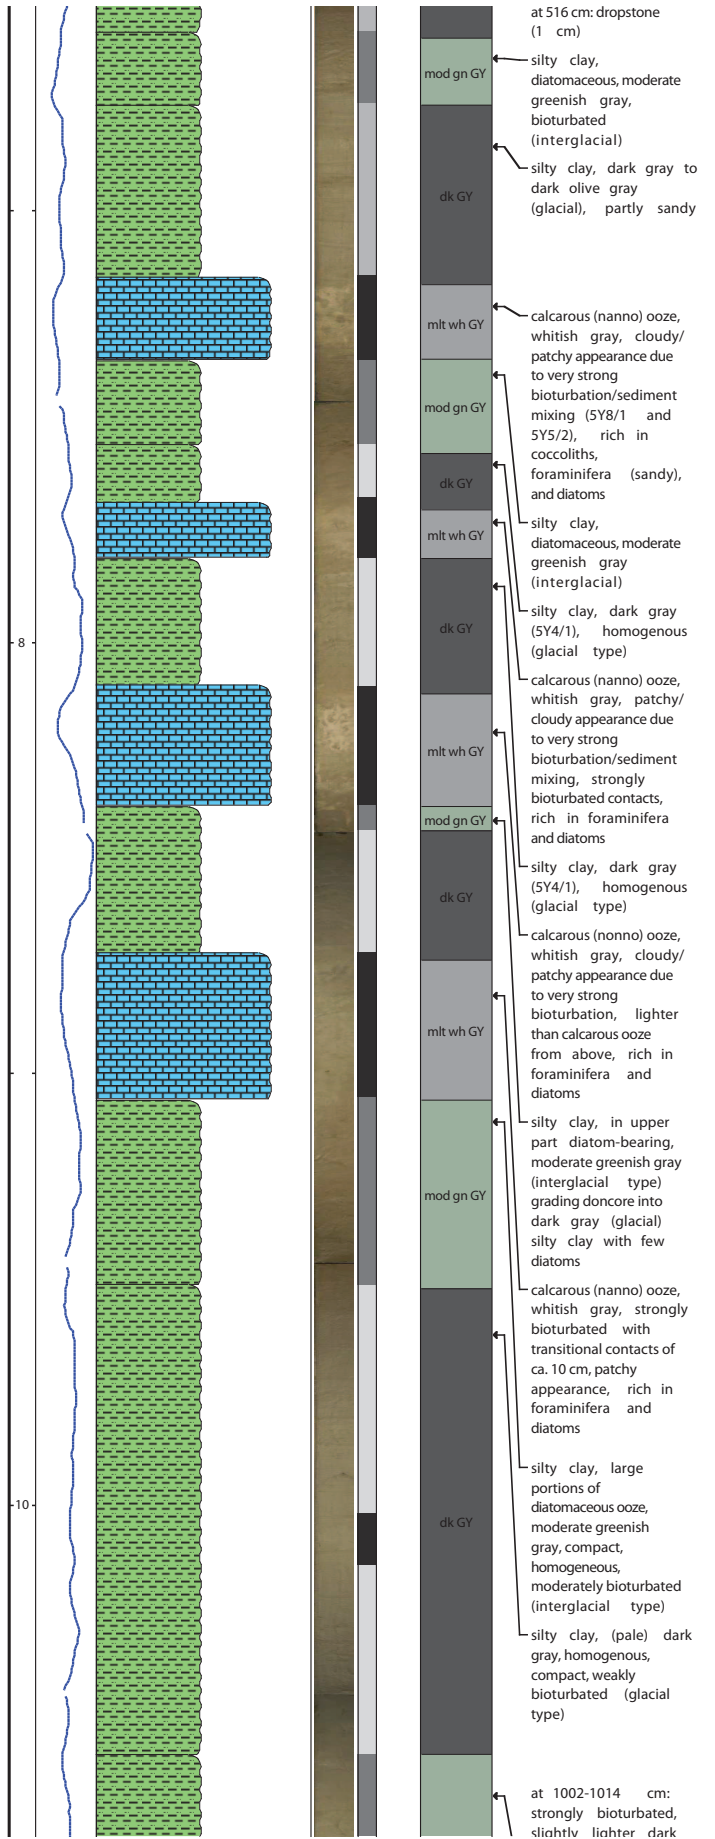 at 516 cm: dropstone
(1 cm)
mod gn GY
silty clay,
diatomaceous, moderate
greenish gray,
bioturbated
(interglacial)
dk GY
silty clay, dark gray to
dark olive gray
(glacial), partly sandy
mlt wh GY
calcarous (nanno) ooze,
whitish gray, cloudy/
patchy appearance due
to very strong
bioturbation/sediment
mixing (5Y8/1 and
5Y5/2), rich in
coccoliths,
foraminifera (sandy),
and diatoms
mod gn GY
dk GY
silty clay,
diatomaceous, moderate
greenish gray
(interglacial)
mlt wh GY
silty clay, dark gray
(5Y4/1), homogenous
(glacial type)
dk GY
8
calcarous (nanno) ooze,
whitish gray, patchy/
cloudy appearance due
to very strong
bioturbation/sediment
mixing, strongly
bioturbated contacts,
rich in foraminifera
and diatoms
mlt wh GY
mod gn GY
silty clay, dark gray
(5Y4/1), homogenous
(glacial type)
dk GY
calcarous (nonno) ooze,
whitish gray, cloudy/
patchy appearance due
to very strong
bioturbation, lighter
than calcarous ooze
from above, rich in
foraminifera and
diatoms
mlt wh GY
silty clay, in upper
part diatom-bearing,
moderate greenish gray
(interglacial type)
grading doncore into
dark gray (glacial)
silty clay with few
diatoms
mod gn GY
calcarous (nanno) ooze,
whitish gray, strongly
bioturbated with
transitional contacts of
ca. 10 cm, patchy
appearance, rich in
foraminifera and
diatoms
silty clay, large
portions of
diatomaceous ooze,
moderate greenish
gray, compact,
homogeneous,
moderately bioturbated
(interglacial type)
10
dk GY
silty clay, (pale) dark
gray, homogenous,
compact, weakly
bioturbated (glacial
type)
at 1002-1014 cm:
strongly bioturbated,
slightly lighter dark